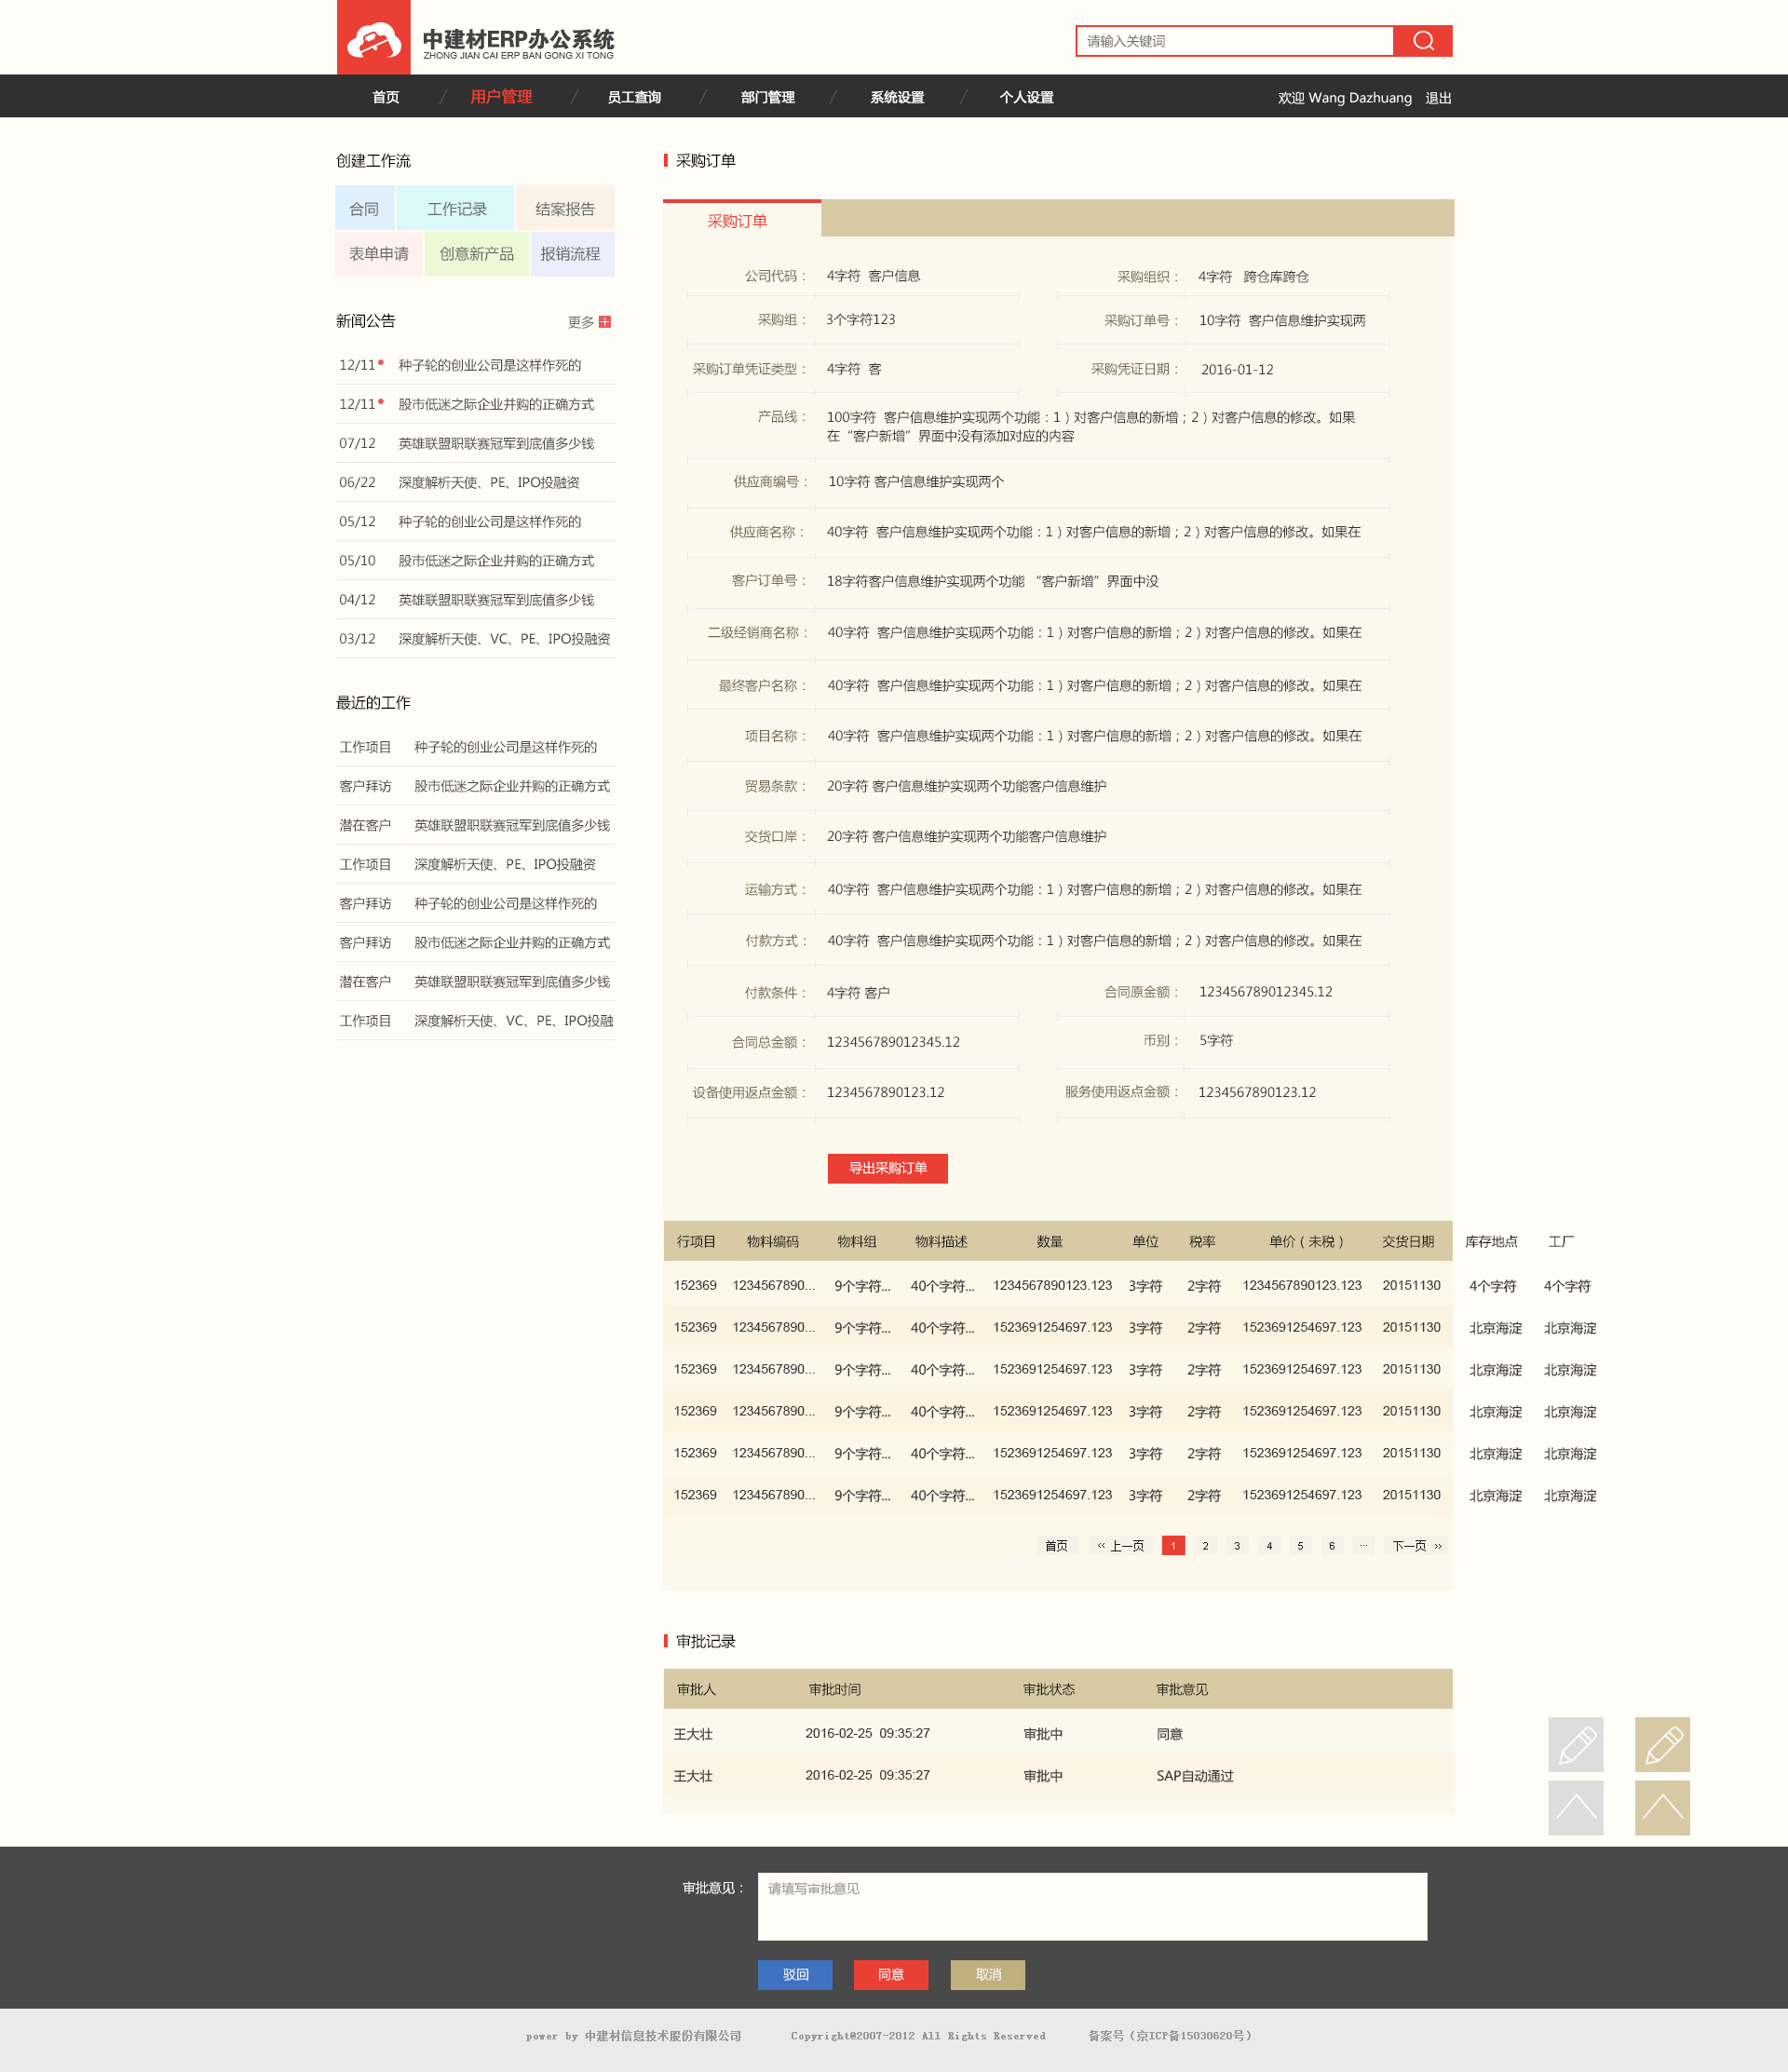 中建材ERP办公系统
ZHONG JIAN CAI ERP BAN GONG XI TONG
请输入关键词
首页 / 用户管理 / 员工查询 / 部门管理 / 系统设置 / 个人设置 欢迎 Wang Dazhuang 退出
创建工作流
合同 工作记录 结案报告
表单申请 创意新产品 报销流程
新闻公告 更多
12/11 种子轮的创业公司是这样作死的
12/11 股市低迷之际企业并购的正确方式
07/12 英雄联盟职联赛冠军到底值多少钱
06/22 深度解析天使、PE、IPO投融资
05/12 种子轮的创业公司是这样作死的
05/10 股市低迷之际企业并购的正确方式
04/12 英雄联盟职联赛冠军到底值多少钱
03/12 深度解析天使、VC、PE、IPO投融资
最近的工作
工作项目 种子轮的创业公司是这样作死的
客户拜访 股市低迷之际企业并购的正确方式
潜在客户 英雄联盟职联赛冠军到底值多少钱
工作项目 深度解析天使、PE、IPO投融资
客户拜访 种子轮的创业公司是这样作死的
客户拜访 股市低迷之际企业并购的正确方式
潜在客户 英雄联盟职联赛冠军到底值多少钱
工作项目 深度解析天使、VC、PE、IPO投融
采购订单
采购订单
公司代码： 4字符 客户信息 采购组织： 4字符 跨仓库跨仓
采购组： 3个字符123 采购订单号： 10字符 客户信息维护实现两
采购订单凭证类型： 4字符 客 采购凭证日期： 2016-01-12
产品线： 100字符 客户信息维护实现两个功能：1）对客户信息的新增；2）对客户信息的修改。如果
在“客户新增”界面中没有添加对应的内容
供应商编号： 10字符 客户信息维护实现两个
供应商名称： 40字符 客户信息维护实现两个功能：1）对客户信息的新增；2）对客户信息的修改。如果在
客户订单号： 18字符客户信息维护实现两个功能 “客户新增”界面中没
二级经销商名称： 40字符 客户信息维护实现两个功能：1）对客户信息的新增；2）对客户信息的修改。如果在
最终客户名称： 40字符 客户信息维护实现两个功能：1）对客户信息的新增；2）对客户信息的修改。如果在
项目名称： 40字符 客户信息维护实现两个功能：1）对客户信息的新增；2）对客户信息的修改。如果在
贸易条款： 20字符 客户信息维护实现两个功能客户信息维护
交货口岸： 20字符 客户信息维护实现两个功能客户信息维护
运输方式： 40字符 客户信息维护实现两个功能：1）对客户信息的新增；2）对客户信息的修改。如果在
付款方式： 40字符 客户信息维护实现两个功能：1）对客户信息的新增；2）对客户信息的修改。如果在
付款条件： 4字符 客户 合同原金额： 123456789012345.12
合同总金额： 123456789012345.12 币别： 5字符
设备使用返点金额： 1234567890123.12 服务使用返点金额： 1234567890123.12
导出采购订单
行项目 物料编码 物料组 物料描述 数量 单位 税率 单价（未税） 交货日期 库存地点 工厂
152369 1234567890... 9个字符... 40个字符... 1234567890123.123 3字符 2字符 1234567890123.123 20151130 4个字符 4个字符
152369 1234567890... 9个字符... 40个字符... 1523691254697.123 3字符 2字符 1523691254697.123 20151130 北京海淀 北京海淀
152369 1234567890... 9个字符... 40个字符... 1523691254697.123 3字符 2字符 1523691254697.123 20151130 北京海淀 北京海淀
152369 1234567890... 9个字符... 40个字符... 1523691254697.123 3字符 2字符 1523691254697.123 20151130 北京海淀 北京海淀
152369 1234567890... 9个字符... 40个字符... 1523691254697.123 3字符 2字符 1523691254697.123 20151130 北京海淀 北京海淀
152369 1234567890... 9个字符... 40个字符... 1523691254697.123 3字符 2字符 1523691254697.123 20151130 北京海淀 北京海淀
首页 ‹‹ 上一页 1 2 3 4 5 6 ... 下一页 ››
审批记录
审批人 审批时间 审批状态 审批意见
王大壮 2016-02-25 09:35:27 审批中 同意
王大壮 2016-02-25 09:35:27 审批中 SAP自动通过
审批意见： 请填写审批意见
驳回 同意 取消
power by 中建材信息技术股份有限公司 Copyright@2007-2012 All Rights Reserved 备案号（京ICP备15030620号）